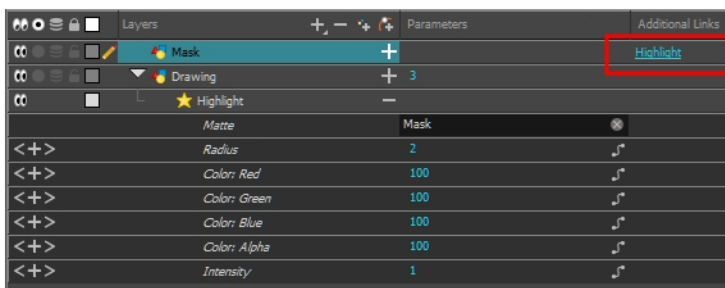 Layers Parameters Additional Links
Mask Highlight
Drawing 3
Highlight
Matte Mask
Radius 2
Color: Red 100
Color: Green 100
Color: Blue 100
Color: Alpha 100
Intensity 1